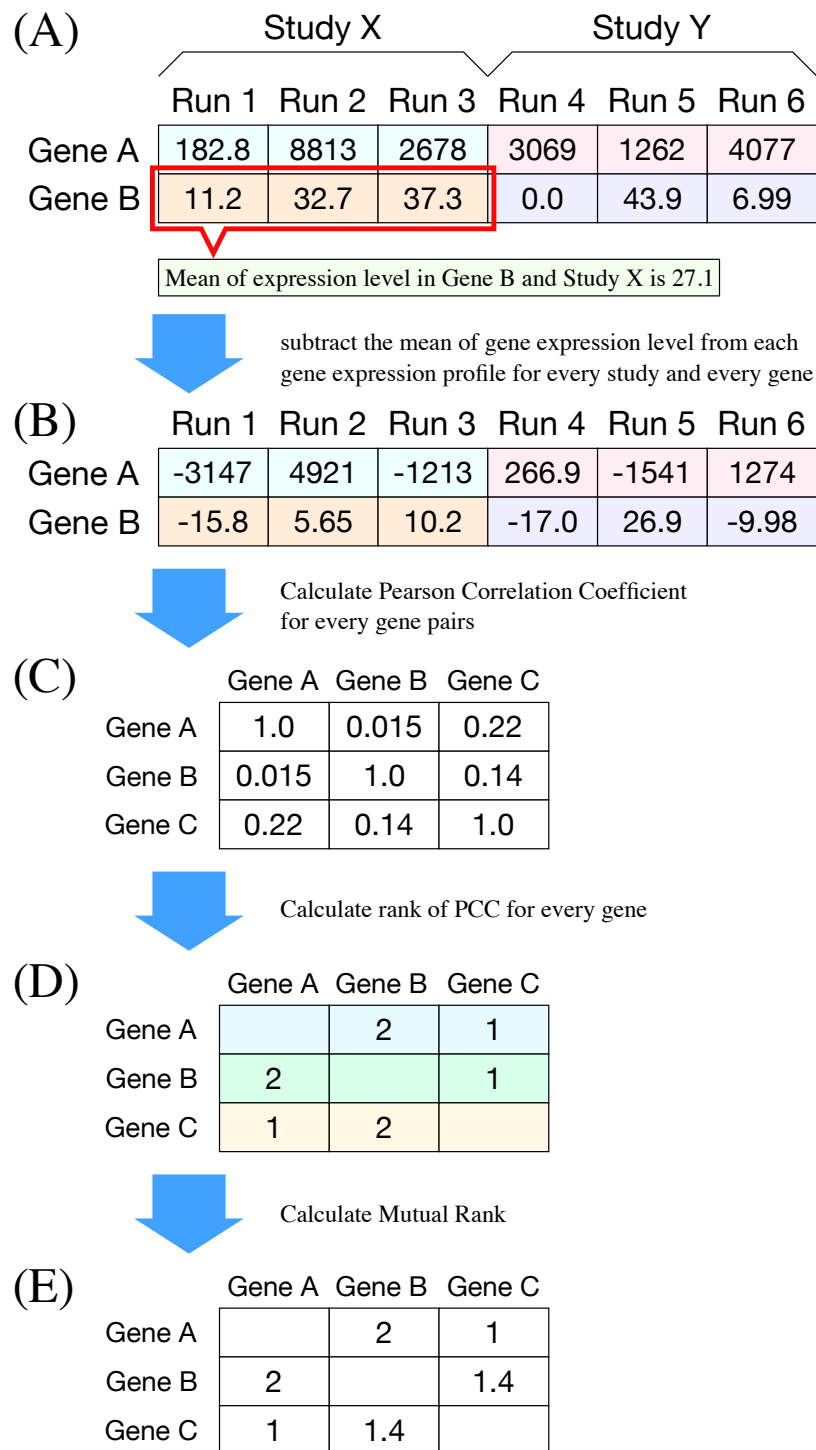 (A)
Study X Study Y
Run 1 Run 2 Run 3 Run 4 Run 5 Run 6
Gene A 182.8 8813 2678 3069 1262 4077
Gene B 11.2 32.7 37.3 0.0 43.9 6.99
Mean of expression level in Gene B and Study X is 27.1
subtract the mean of gene expression level from each
gene expression profile for every study and every gene
(B)
Run 1 Run 2 Run 3 Run 4 Run 5 Run 6
Gene A -3147 4921 -1213 266.9 -1541 1274
Gene B -15.8 5.65 10.2 -17.0 26.9 -9.98
Calculate Pearson Correlation Coefficient
for every gene pairs
(C)
Gene A Gene B Gene C
Gene A 1.0 0.015 0.22
Gene B 0.015 1.0 0.14
Gene C 0.22 0.14 1.0
Calculate rank of PCC for every gene
(D)
Gene A Gene B Gene C
Gene A 2 1
Gene B 2 1
Gene C 1 2
Calculate Mutual Rank
(E)
Gene A Gene B Gene C
Gene A 2 1
Gene B 2 1.4
Gene C 1 1.4